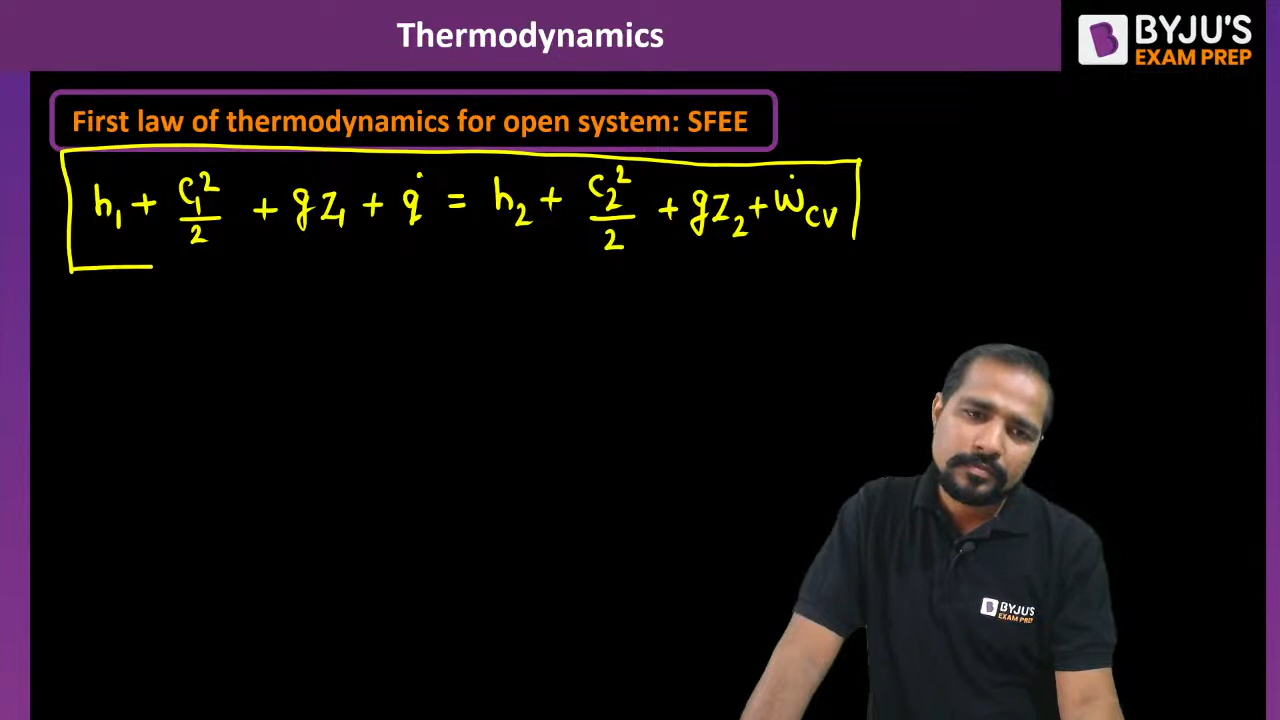 Thermodynamics
BYJU'S
EXAM PREP
First law of thermodynamics for open system: SFEE
h₁ + C₁²/2 + gz₁ + q̇ = h₂ + C₂²/2 + gz₂ + ẇ_CV
BYJU'S
EXAM PREP